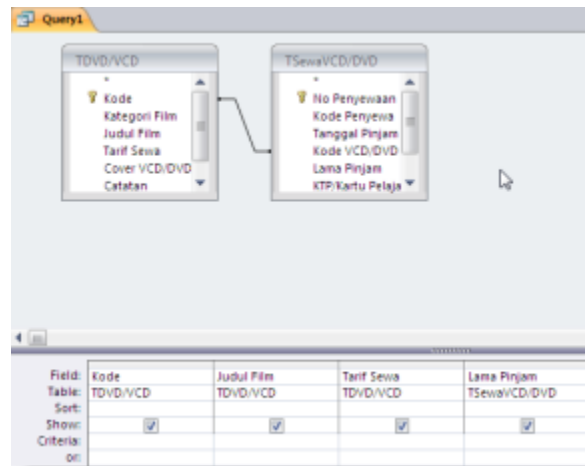 Query1
TDVD/VCD
*
Kode
Kategori Film
Judul Film
Tarif Sewa
Cover VCD/DVD
Catatan
TSewaVCD/DVD
*
No Penyewaan
Kode Penyewa
Tanggal Pinjam
Kode VCD/DVD
Lama Pinjam
KTP/Kartu Pelaja
Field: Kode Judul Film Tarif Sewa Lama Pinjam
Table: TDVD/VCD TDVD/VCD TDVD/VCD TSewaVCD/DVD
Sort:
Show:
Criteria:
or: